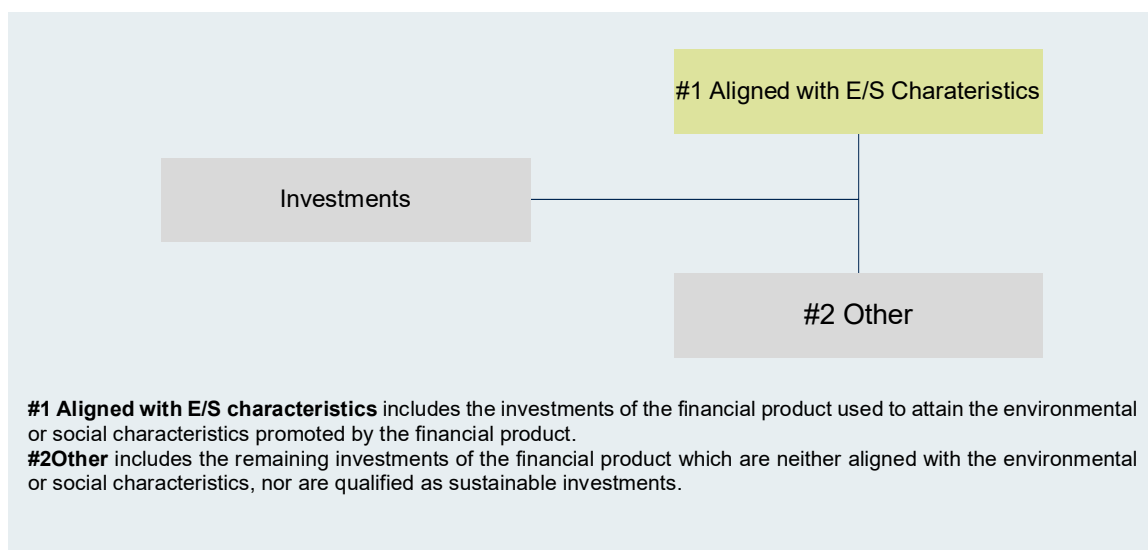 #1 Aligned with E/S Charateristics
Investments
#2 Other
#1 Aligned with E/S characteristics includes the investments of the financial product used to attain the environmental
or social characteristics promoted by the financial product.
#2Other includes the remaining investments of the financial product which are neither aligned with the environmental
or social characteristics, nor are qualified as sustainable investments.